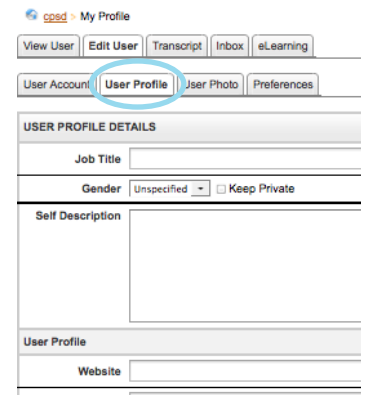 cpsd > My Profile
View User Edit User Transcript Inbox eLearning
User Account User Profile User Photo Preferences
USER PROFILE DETAILS
Job Title
Gender Unspecified Keep Private
Self Description
User Profile
Website